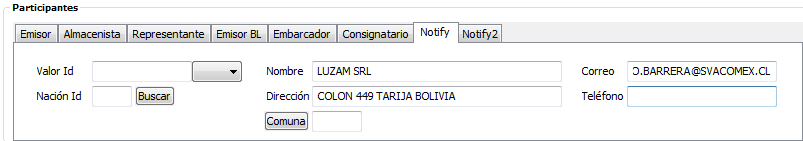 Participantes
Emisor Almacenista Representante Emisor BL Embarcador Consignatario Notify Notify2
Valor Id Nombre LUZAM SRL Correo .BARRERA@SVACOMEX.CL
Nación Id Buscar Dirección COLON 449 TARIJA BOLIVIA Teléfono
Comuna